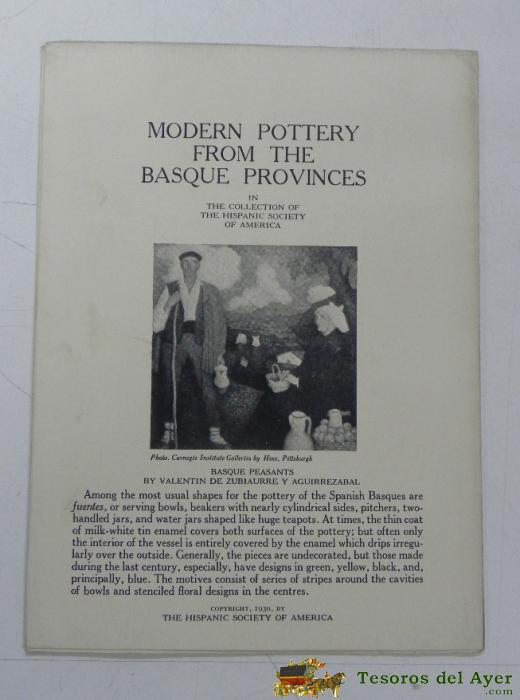 MODERN POTTERY
FROM THE
BASQUE PROVINCES
IN
THE COLLECTION OF
THE HISPANIC SOCIETY
OF AMERICA
Photo. Carnegie Institute Galleries by Hess, Pittsburgh
BASQUE PEASANTS
BY VALENTIN DE ZUBIAURRE Y AGUIRREZABAL
Among the most usual shapes for the pottery of the Spanish Basques are
fuentes, or serving bowls, beakers with nearly cylindrical sides, pitchers, two-
handled jars, and water jars shaped like huge teapots. At times, the thin coat
of milk-white tin enamel covers both surfaces of the pottery; but often only
the interior of the vessel is entirely covered by the enamel which drips irregu-
larly over the outside. Generally, the pieces are undecorated, but those made
during the last century, especially, have designs in green, yellow, black, and,
principally, blue. The motives consist of series of stripes around the cavities
of bowls and stenciled floral designs in the centres.
COPYRIGHT, 1930, BY
THE HISPANIC SOCIETY OF AMERICA
Tesoros del Ayer
.com